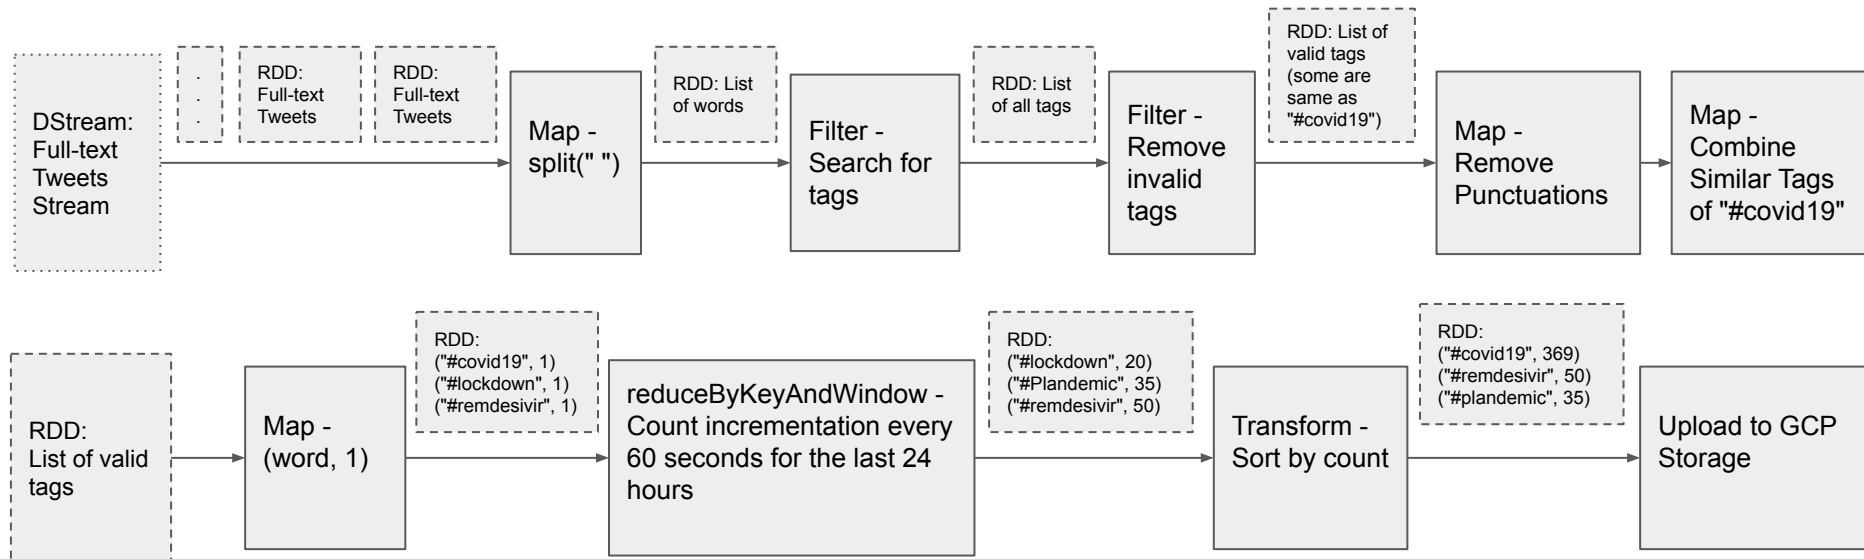 DStream:
Full-text
Tweets
Stream
.
.
.
RDD:
Full-text
Tweets
RDD:
Full-text
Tweets
Map -
split(" ")
RDD: List
of words
Filter -
Search for
tags
RDD: List
of all tags
Filter -
Remove
invalid
tags
RDD: List of
valid tags
(some are
same as
"#covid19")
Map -
Remove
Punctuations
Map -
Combine
Similar Tags
of "#covid19"
RDD:
List of valid
tags
Map -
(word, 1)
RDD:
("#covid19", 1)
("#lockdown", 1)
("#remdesivir", 1)
reduceByKeyAndWindow -
Count incrementation every
60 seconds for the last 24
hours
RDD:
("#lockdown", 20)
("#Plandemic", 35)
("#remdesivir", 50)
Transform -
Sort by count
RDD:
("#covid19", 369)
("#remdesivir", 50)
("#plandemic", 35)
Upload to GCP
Storage